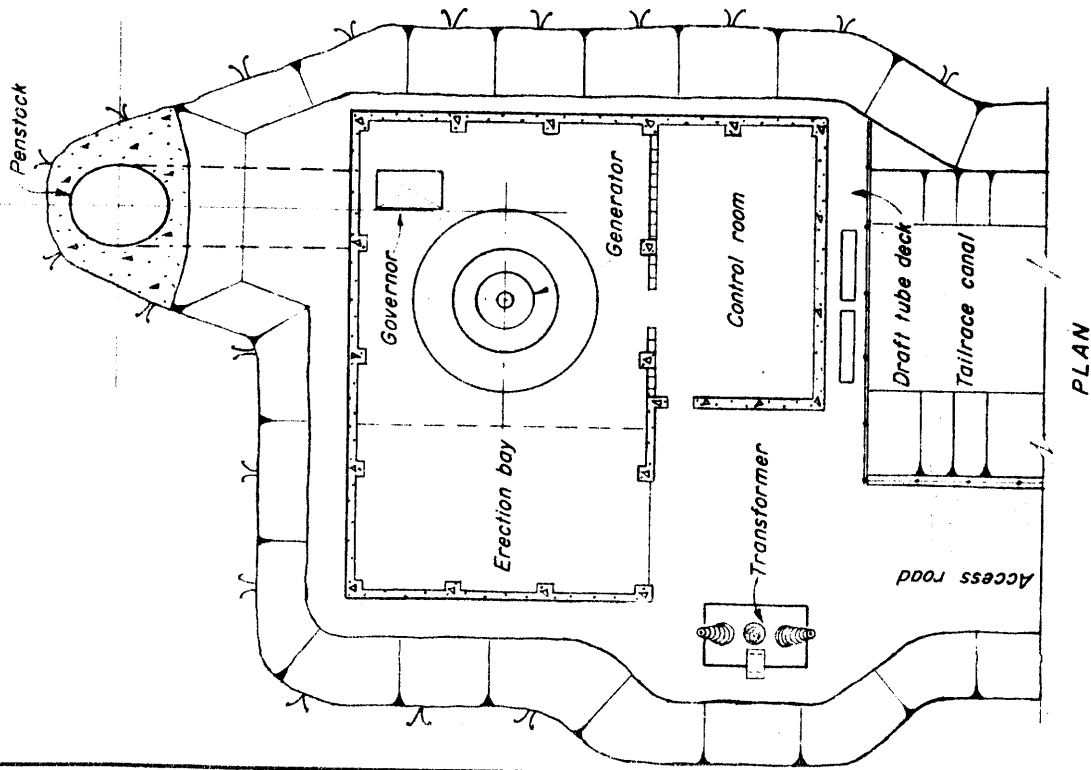 Penstock
Governor
Generator
Erection bay
Control room
Transformer
Draft tube deck
Tailrace canal
Access road
PLAN